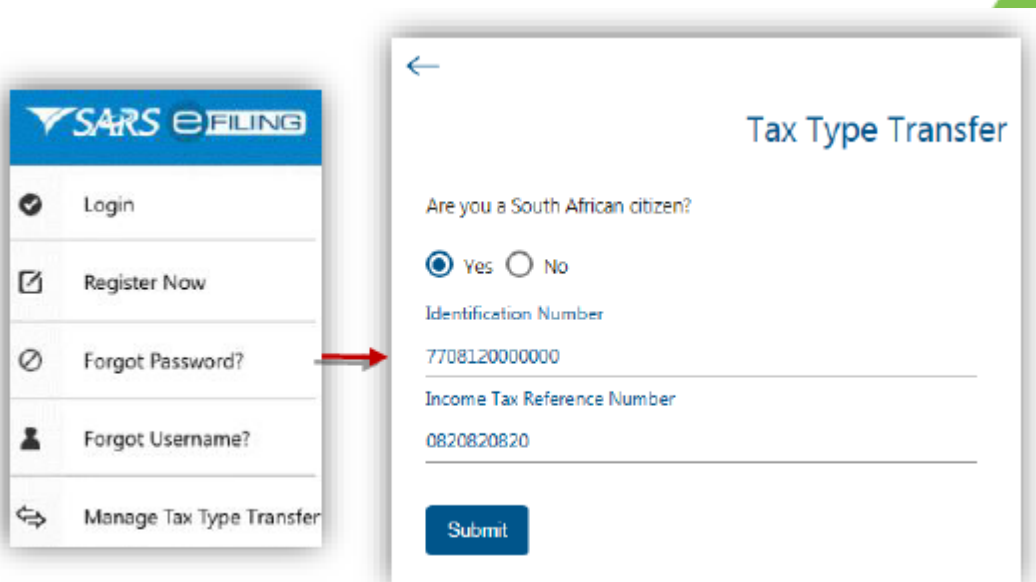 SARS eFILING
Login
Register Now
Forgot Password?
Forgot Username?
Manage Tax Type Transfer
Tax Type Transfer
Are you a South African citizen?
Yes No
Identification Number
7708120000000
Income Tax Reference Number
0820820820
Submit